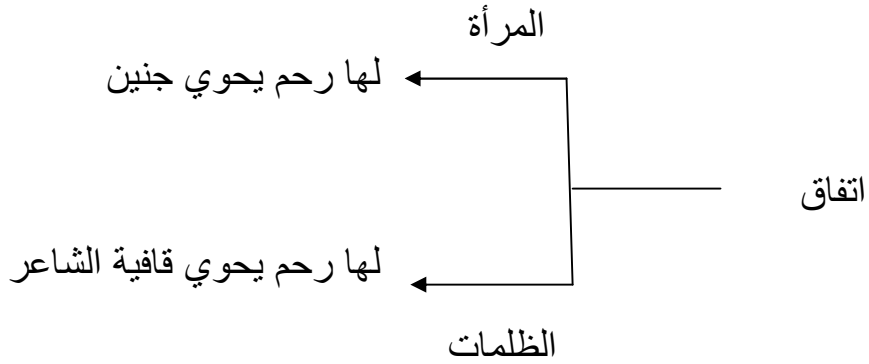 المرأة
لها رحم يحوي جنين
اتفاق
لها رحم يحوي قافية الشاعر
الظلمات